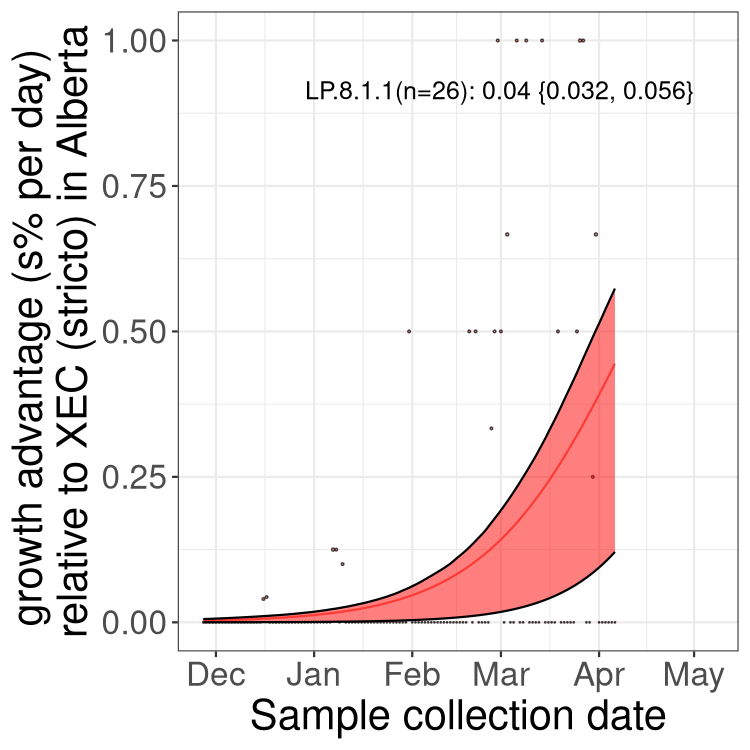 growth advantage (s% per day)
relative to XEC (stricto) in Alberta
1.00
0.75
0.50
0.25
0.00
LP.8.1.1(n=26): 0.04 {0.032, 0.056}
Dec Jan Feb Mar Apr May
Sample collection date